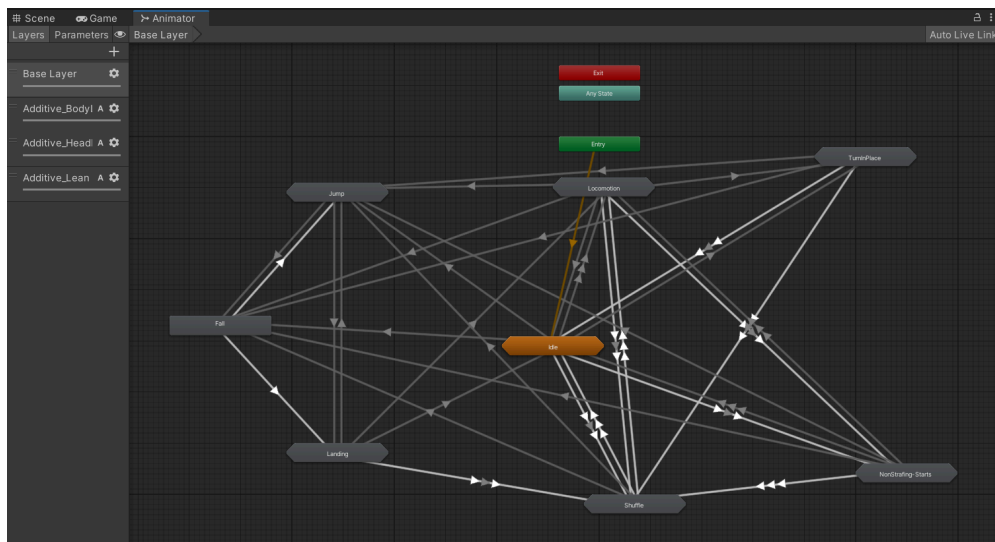 Scene Game Animator
Layers Parameters Base Layer Auto Live Link
Base Layer
Additive_Bodyl A
Additive_Headl A
Additive_Lean A
Exit
Any State
Entry
TurnInPlace
Jump
Locomotion
Fall
Idle
Landing
NonStrafing-Starts
Shuffle